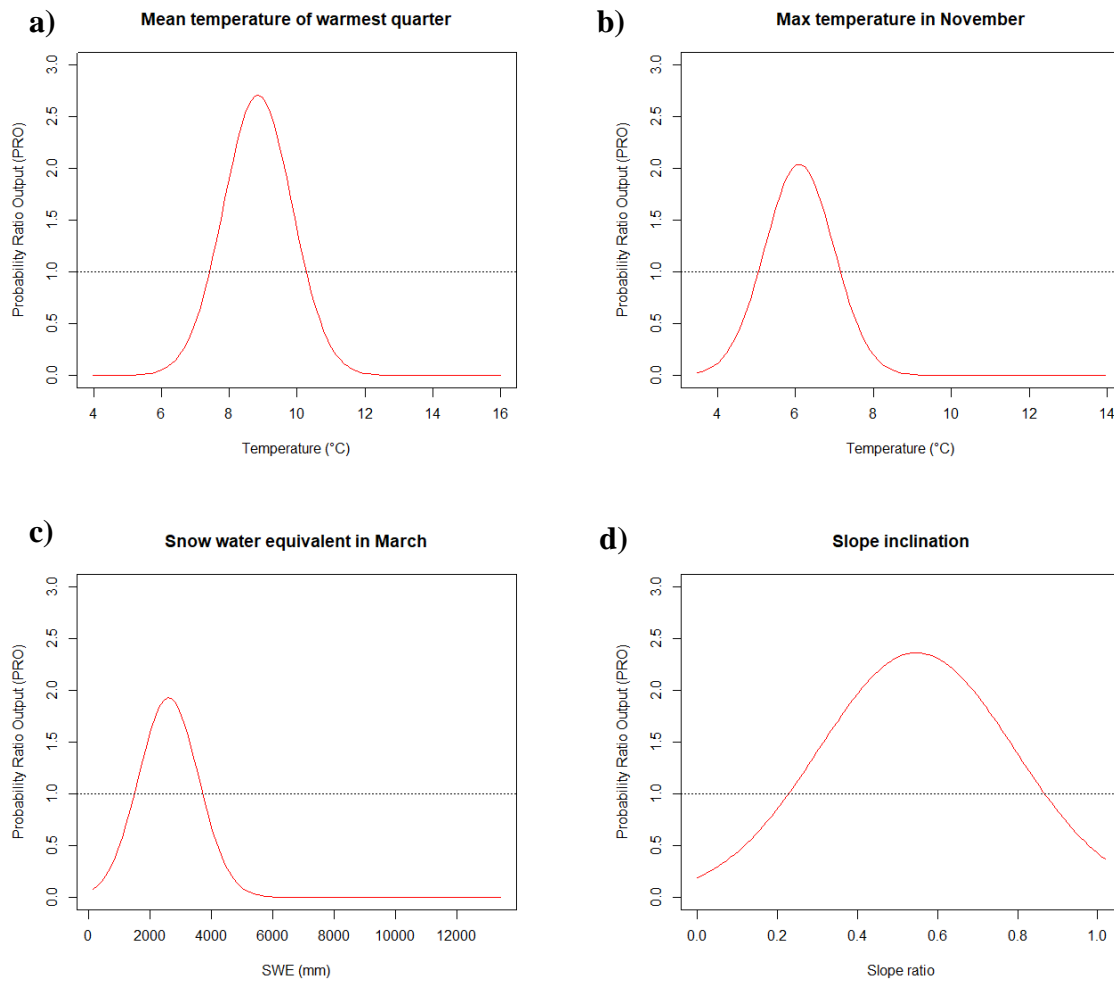 a)
Mean temperature of warmest quarter
Probability Ratio Output (PRO)
3.0
2.5
2.0
1.5
1.0
0.5
0.0
4 6 8 10 12 14 16
Temperature (°C)
b)
Max temperature in November
Probability Ratio Output (PRO)
3.0
2.5
2.0
1.5
1.0
0.5
0.0
4 6 8 10 12 14
Temperature (°C)
c)
Snow water equivalent in March
Probability Ratio Output (PRO)
3.0
2.5
2.0
1.5
1.0
0.5
0.0
0 2000 4000 6000 8000 10000 12000
SWE (mm)
d)
Slope inclination
Probability Ratio Output (PRO)
3.0
2.5
2.0
1.5
1.0
0.5
0.0
0.0 0.2 0.4 0.6 0.8 1.0
Slope ratio